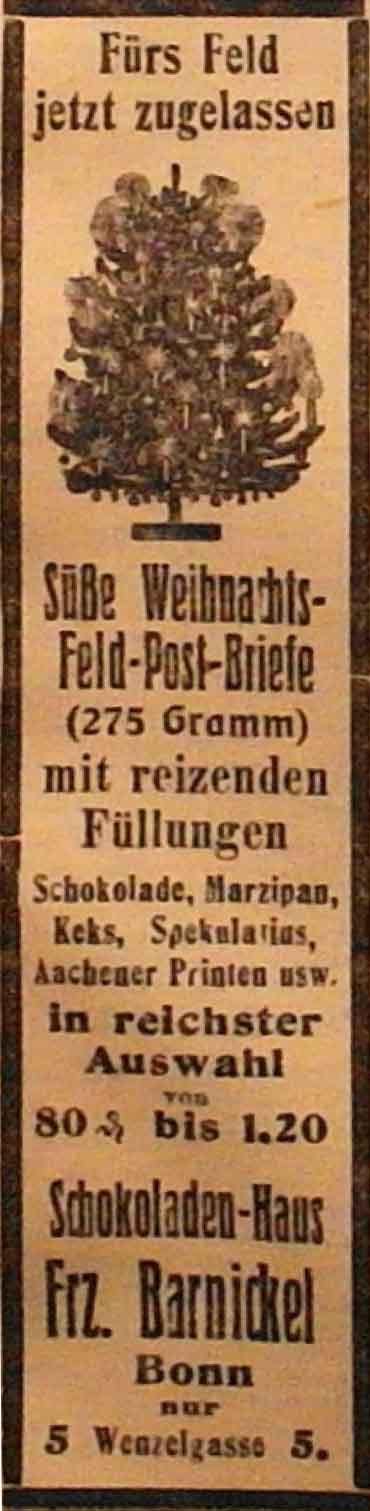 Fürs Feld
jetzt zugelassen
Süße Weihnachts-
Feld-Post-Briefe
(275 Gramm)
mit reizenden
Füllungen
Schokolade, Marzipan,
Keks, Spekulatius,
Aachener Printen usw.
in reichster
Auswahl
von
80 ₰ bis 1.20
Schokoladen-Haus
Frz. Barnickel
Bonn
nur
5 Wenzelgasse 5.